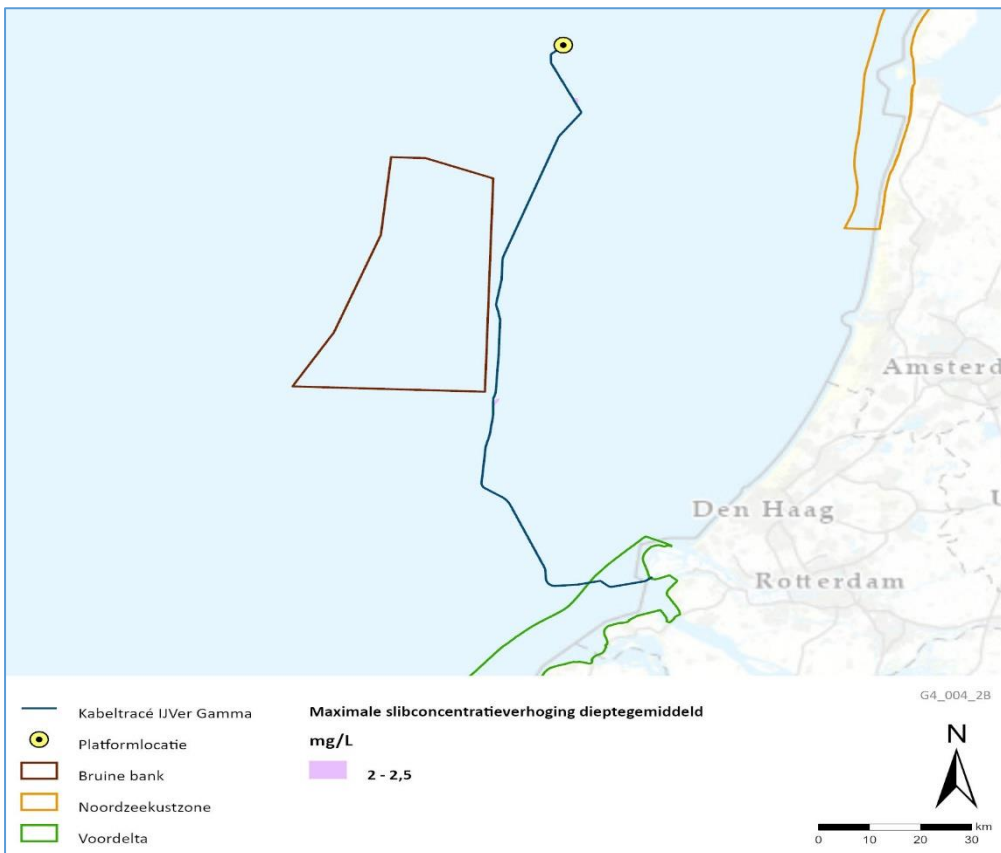 Amsterd
Den Haag
U
Rotterdam
G4_004_2B
Kabeltracé IJVer Gamma
Platformlocatie
Bruine bank
Noordzeekustzone
Voordelta
Maximale slibconcentratieverhoging dieptegemiddeld
mg/L
2 - 2,5
N
km
0 10 20 30